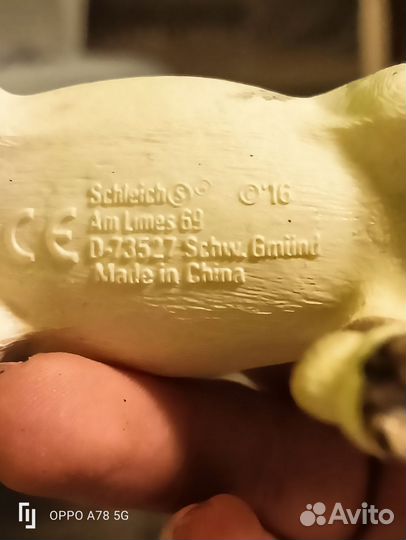 Schleich S ©'16
CE
Am Limes 69
D-73527 Schw. Gmünd
Made in China
OPPO A78 5G
Avito